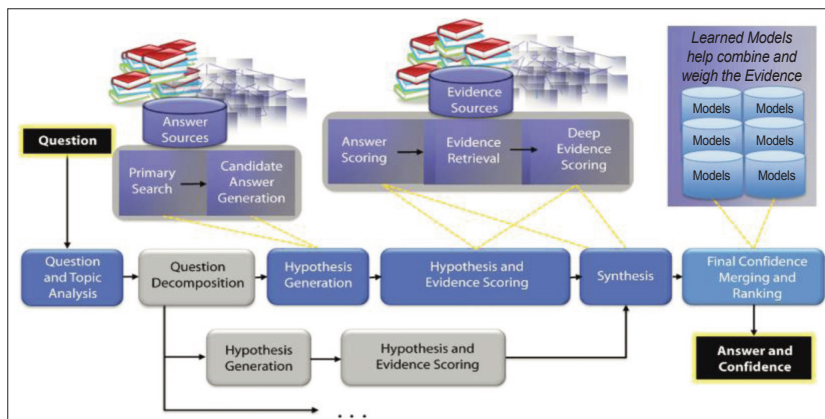 Learned Models
help combine and
weigh the Evidence
Models
Models
Models
Models
Models
Models
Answer
Sources
Evidence
Sources
Question
Primary
Search
Candidate
Answer
Generation
Answer
Scoring
Evidence
Retrieval
Deep
Evidence
Scoring
Question
and Topic
Analysis
Question
Decomposition
Hypothesis
Generation
Hypothesis and
Evidence Scoring
Synthesis
Final Confidence
Merging and
Ranking
Hypothesis
Generation
Hypothesis and
Evidence Scoring
Answer and
Confidence
. . .